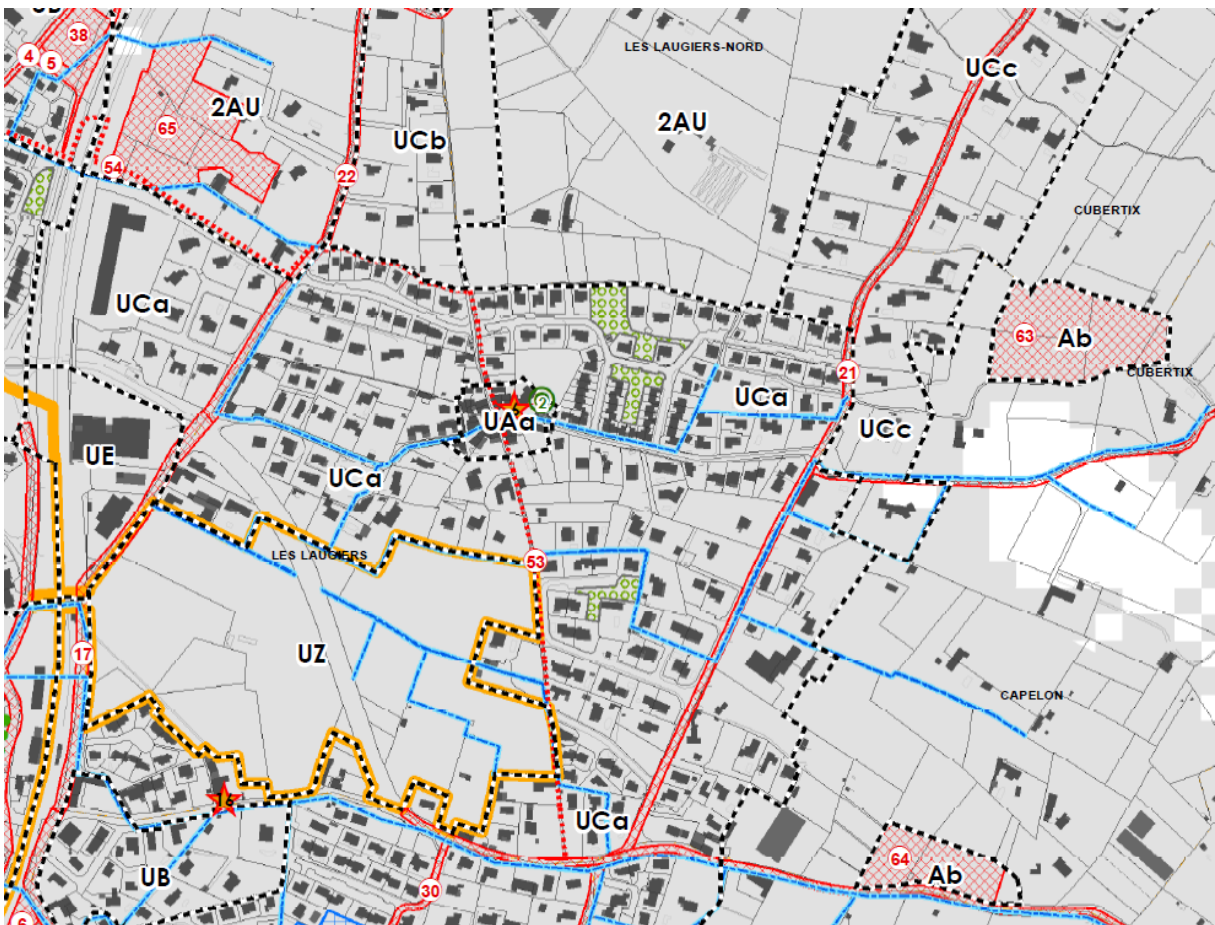 38
4
5
LES LAUGIERS-NORD
UCc
2AU
65
2AU
UCb
54
22
CUBERTIX
UCa
63
Ab
21
CUBERTIX
UCa
2
UAa
UCc
UE
UCa
LES LAUGIERS
53
17
UZ
CAPELON
16
UCa
64
Ab
UB
30
6